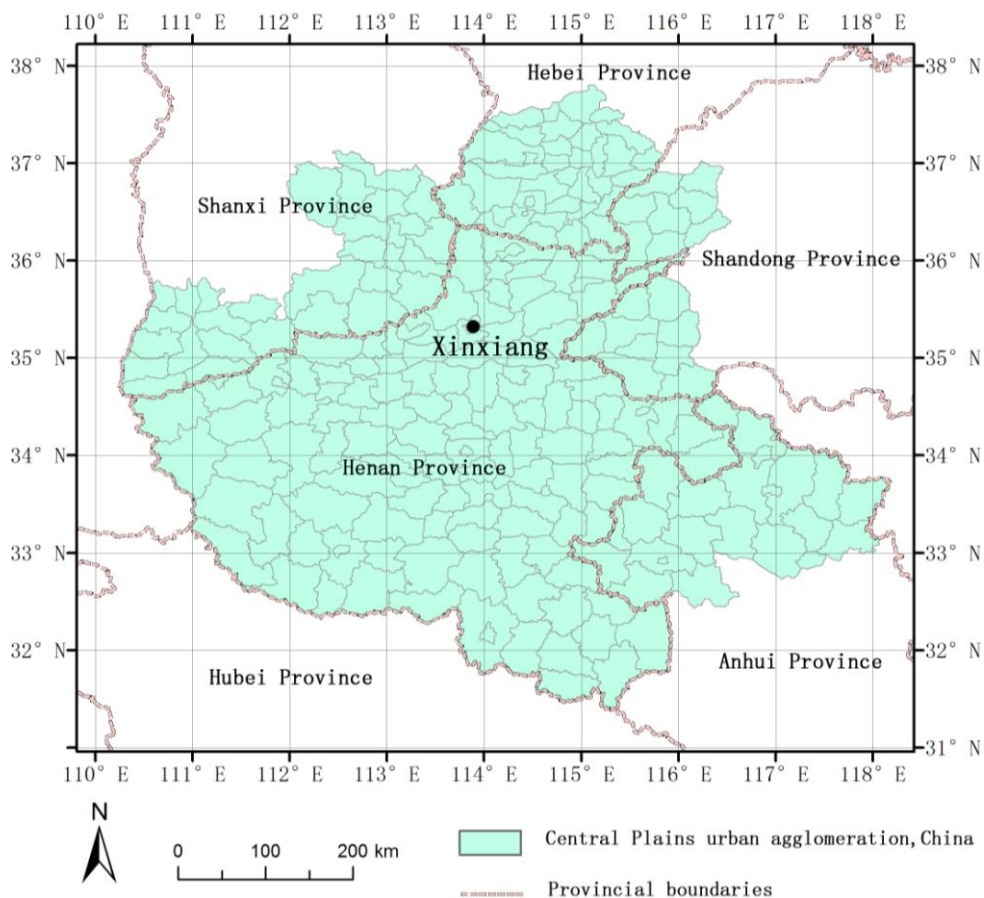 110° E 111° E 112° E 113° E 114° E 115° E 116° E 117° E 118° E
38° N 38° N
Hebei Province
37° N 37° N
Shanxi Province
36° N 36° N
Shandong Province
35° N 35° N
Xinxiang
34° N 34° N
Henan Province
33° N 33° N
32° N 32° N
Anhui Province
Hubei Province
31° N
110° E 111° E 112° E 113° E 114° E 115° E 116° E 117° E 118° E
N
0 100 200 km
Central Plains urban agglomeration,China
Provincial boundaries